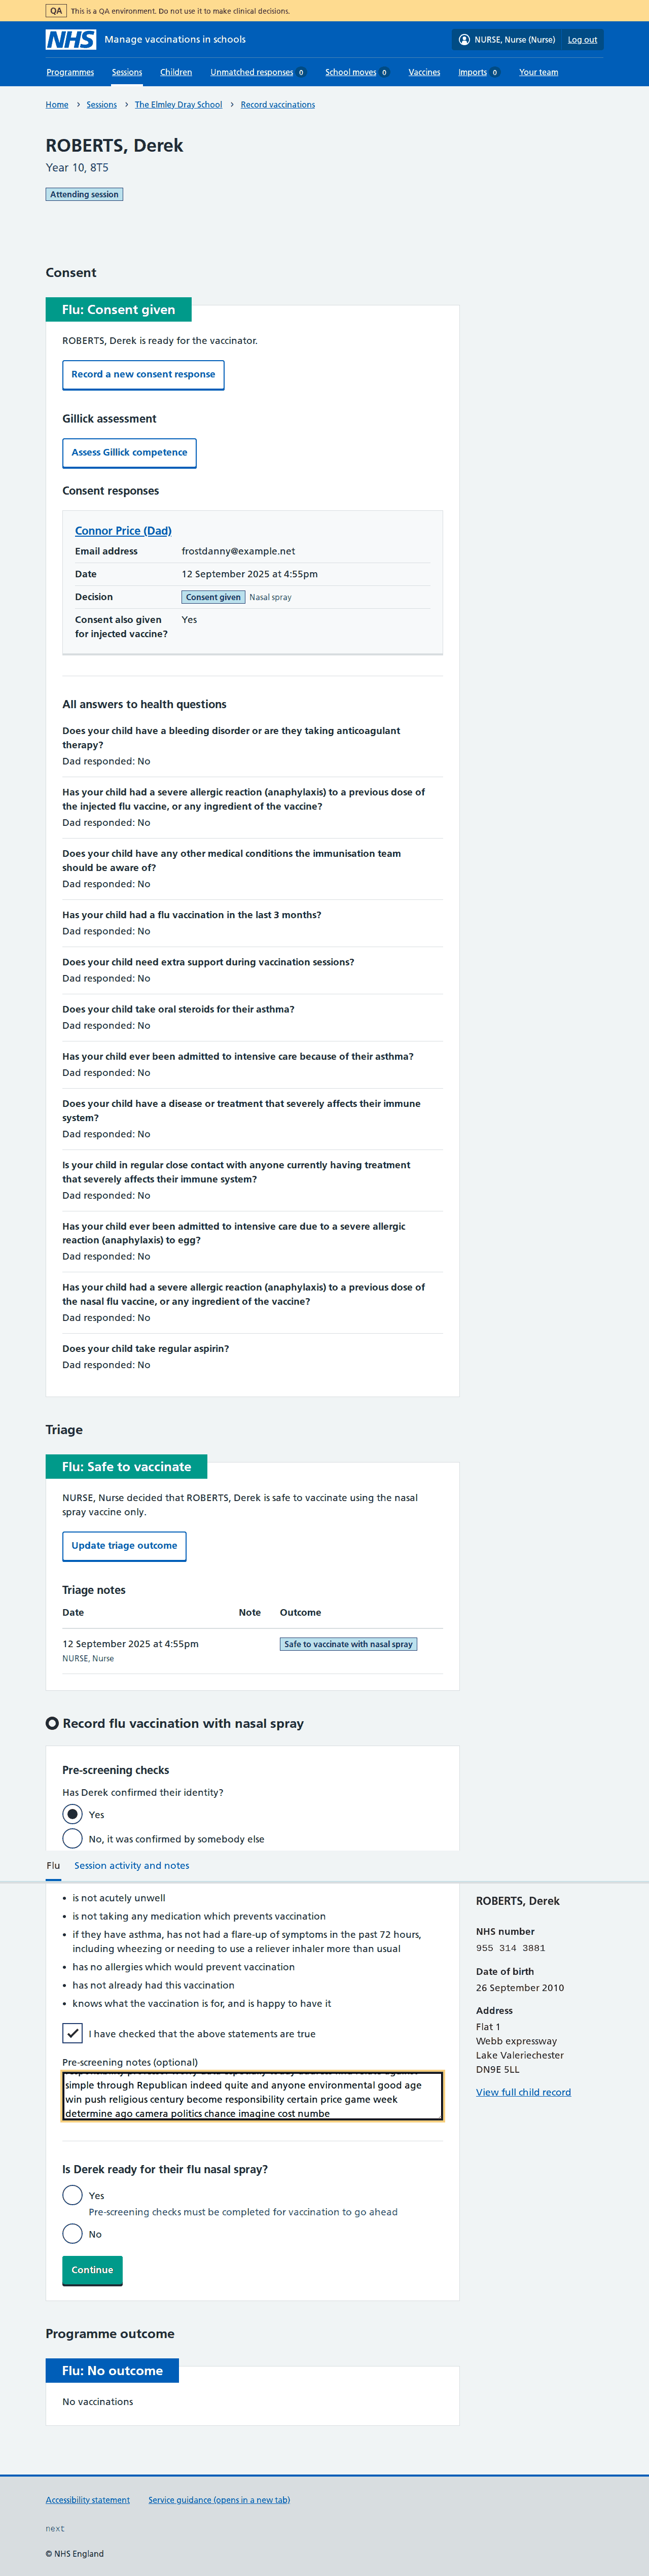 QA This is a QA environment. Do not use it to make clinical decisions.
NHS Manage vaccinations in schools NURSE, Nurse (Nurse) Log out
Programmes Sessions Children Unmatched responses 0 School moves 0 Vaccines Imports 0 Your team
Home Sessions The Elmley Dray School Record vaccinations
ROBERTS, Derek
Year 10, 8T5
Attending session
Consent
Flu: Consent given
ROBERTS, Derek is ready for the vaccinator.
Record a new consent response
Gillick assessment
Assess Gillick competence
Consent responses
Connor Price (Dad)
Email address frostdanny@example.net
Date 12 September 2025 at 4:55pm
Decision Consent given Nasal spray
Consent also given Yes
for injected vaccine?
All answers to health questions
Does your child have a bleeding disorder or are they taking anticoagulant
therapy?
Dad responded: No
Has your child had a severe allergic reaction (anaphylaxis) to a previous dose of
the injected flu vaccine, or any ingredient of the vaccine?
Dad responded: No
Does your child have any other medical conditions the immunisation team
should be aware of?
Dad responded: No
Has your child had a flu vaccination in the last 3 months?
Dad responded: No
Does your child need extra support during vaccination sessions?
Dad responded: No
Does your child take oral steroids for their asthma?
Dad responded: No
Has your child ever been admitted to intensive care because of their asthma?
Dad responded: No
Does your child have a disease or treatment that severely affects their immune
system?
Dad responded: No
Is your child in regular close contact with anyone currently having treatment
that severely affects their immune system?
Dad responded: No
Has your child ever been admitted to intensive care due to a severe allergic
reaction (anaphylaxis) to egg?
Dad responded: No
Has your child had a severe allergic reaction (anaphylaxis) to a previous dose of
the nasal flu vaccine, or any ingredient of the vaccine?
Dad responded: No
Does your child take regular aspirin?
Dad responded: No
Triage
Flu: Safe to vaccinate
NURSE, Nurse decided that ROBERTS, Derek is safe to vaccinate using the nasal
spray vaccine only.
Update triage outcome
Triage notes
Date Note Outcome
12 September 2025 at 4:55pm Safe to vaccinate with nasal spray
NURSE, Nurse
Record flu vaccination with nasal spray
Pre-screening checks
Has Derek confirmed their identity?
Yes
No, it was confirmed by somebody else
Flu Session activity and notes
is not acutely unwell
is not taking any medication which prevents vaccination
if they have asthma, has not had a flare-up of symptoms in the past 72 hours,
including wheezing or needing to use a reliever inhaler more than usual
has no allergies which would prevent vaccination
has not already had this vaccination
knows what the vaccination is for, and is happy to have it
I have checked that the above statements are true
Pre-screening notes (optional)
simple through Republican indeed quite and anyone environmental good age
win push religious century become responsibility certain price game week
determine ago camera politics chance imagine cost numbe
Is Derek ready for their flu nasal spray?
Yes
Pre-screening checks must be completed for vaccination to go ahead
No
Continue
ROBERTS, Derek
NHS number
955 314 3881
Date of birth
26 September 2010
Address
Flat 1
Webb expressway
Lake Valeriechester
DN9E 5LL
View full child record
Programme outcome
Flu: No outcome
No vaccinations
Accessibility statement Service guidance (opens in a new tab)
next
© NHS England